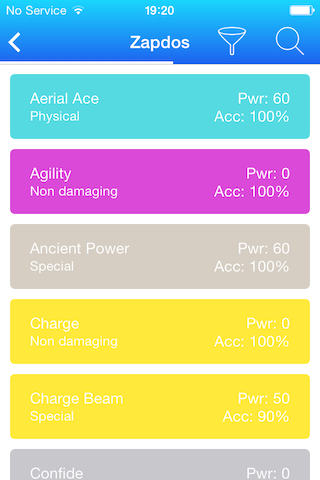 No Service 19:20
Zapdos
Aerial Ace Pwr: 60
Physical Acc: 100%
Agility Pwr: 0
Non damaging Acc: 100%
Ancient Power Pwr: 60
Special Acc: 100%
Charge Pwr: 0
Non damaging Acc: 100%
Charge Beam Pwr: 50
Special Acc: 90%
Confide Pwr: 0